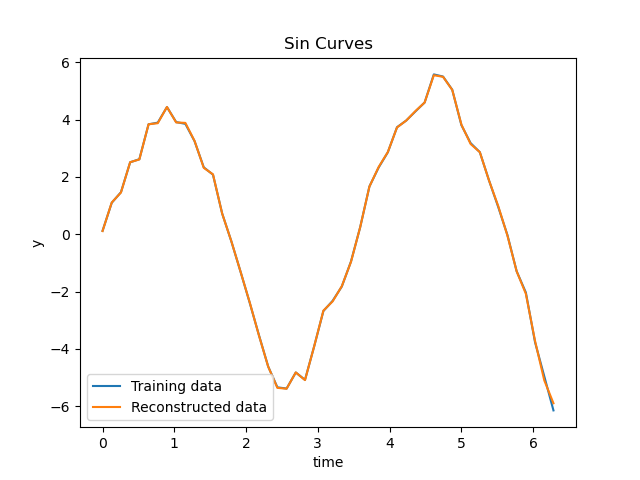 Sin Curves
6
4
2
0
−2
−4
−6
y
Training data
Reconstructed data
0 1 2 3 4 5 6
time